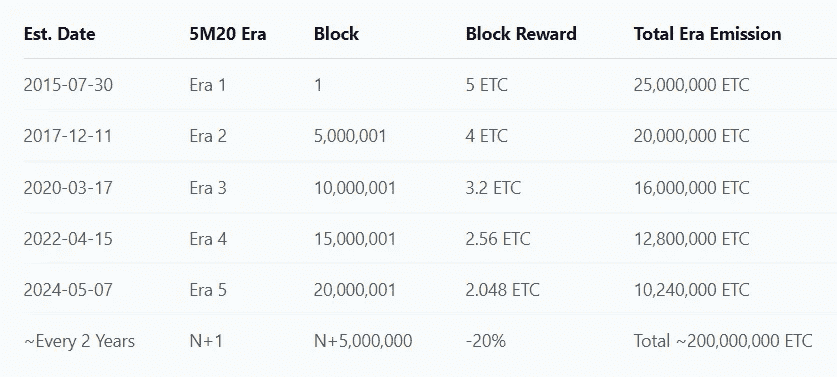 Est. Date 5M20 Era Block Block Reward Total Era Emission
2015-07-30 Era 1 1 5 ETC 25,000,000 ETC
2017-12-11 Era 2 5,000,001 4 ETC 20,000,000 ETC
2020-03-17 Era 3 10,000,001 3.2 ETC 16,000,000 ETC
2022-04-15 Era 4 15,000,001 2.56 ETC 12,800,000 ETC
2024-05-07 Era 5 20,000,001 2.048 ETC 10,240,000 ETC
~Every 2 Years N+1 N+5,000,000 -20% Total ~200,000,000 ETC